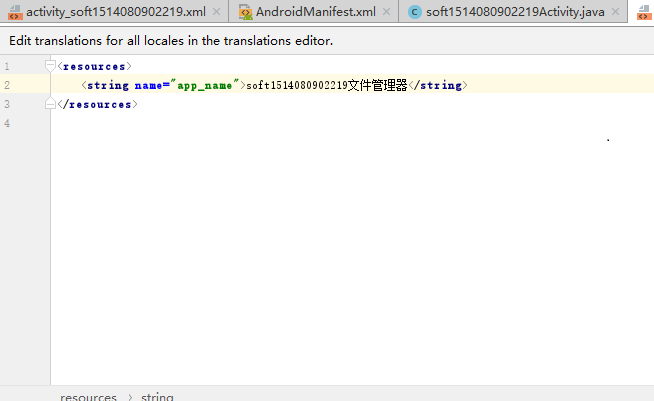 activity_soft1514080902219.xml × AndroidManifest.xml × soft1514080902219Activity.java ×
Edit translations for all locales in the translations editor.
1 <resources>
2 <string name="app_name">soft1514080902219文件管理器</string>
3 </resources>
4
resources › string